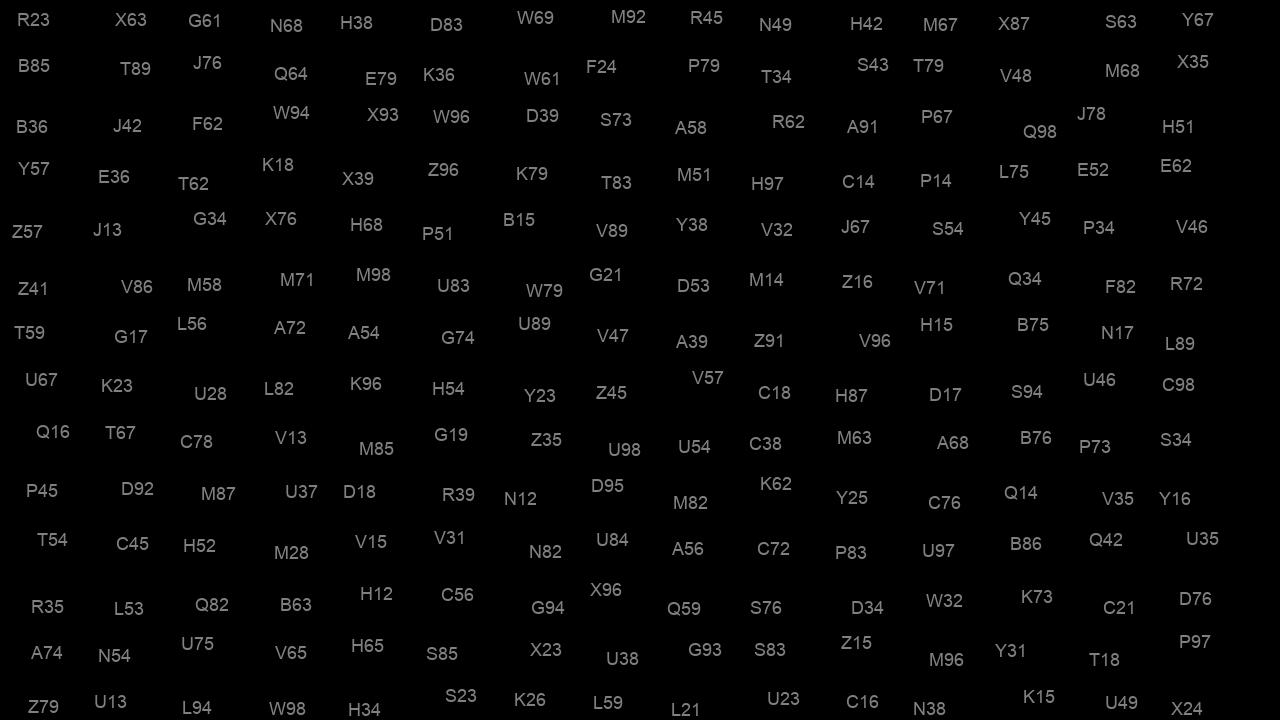 R23 X63 G61 N68 H38 D83 W69 M92 R45 N49 H42 M67 X87 S63 Y67
B85 T89 J76 Q64 E79 K36 W61 F24 P79 T34 S43 T79 V48 M68 X35
B36 J42 F62 W94 X93 W96 D39 S73 A58 R62 A91 P67 Q98 J78 H51
Y57 E36 T62 K18 X39 Z96 K79 T83 M51 H97 C14 P14 L75 E52 E62
Z57 J13 G34 X76 H68 P51 B15 V89 Y38 V32 J67 S54 Y45 P34 V46
Z41 V86 M58 M71 M98 U83 W79 G21 D53 M14 Z16 V71 Q34 F82 R72
T59 G17 L56 A72 A54 G74 U89 V47 A39 Z91 V96 H15 B75 N17 L89
U67 K23 U28 L82 K96 H54 Y23 Z45 V57 C18 H87 D17 S94 U46 C98
Q16 T67 C78 V13 M85 G19 Z35 U98 U54 C38 M63 A68 B76 P73 S34
P45 D92 M87 U37 D18 R39 N12 D95 M82 K62 Y25 C76 Q14 V35 Y16
T54 C45 H52 M28 V15 V31 N82 U84 A56 C72 P83 U97 B86 Q42 U35
R35 L53 Q82 B63 H12 C56 G94 X96 Q59 S76 D34 W32 K73 C21 D76
A74 N54 U75 V65 H65 S85 X23 U38 G93 S83 Z15 M96 Y31 T18 P97
Z79 U13 L94 W98 H34 S23 K26 L59 L21 U23 C16 N38 K15 U49 X24